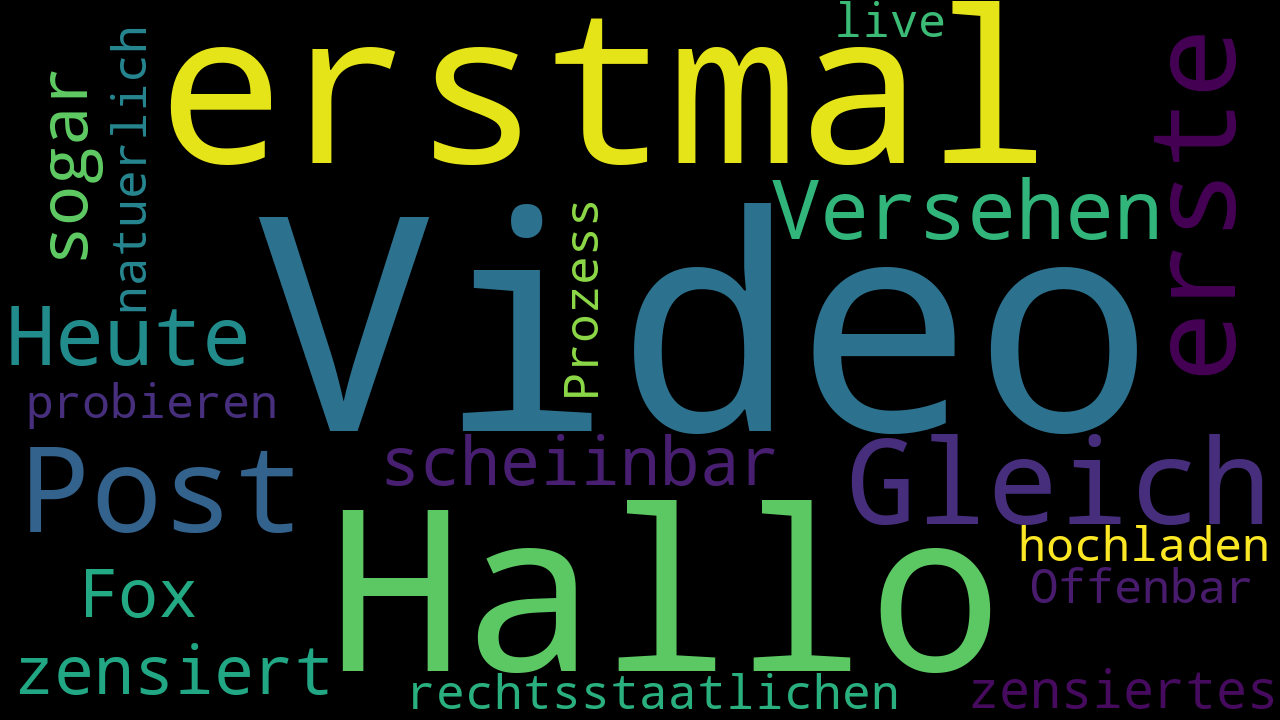 live
erstmal
sogar
natuerlich
erste
Versehen
Video
Prozess
Heute
probieren
Post
scheiinbar
Gleich
Hallo
hochladen
Offenbar
Fox
zensiert
rechtsstaatlichen
zensiertes